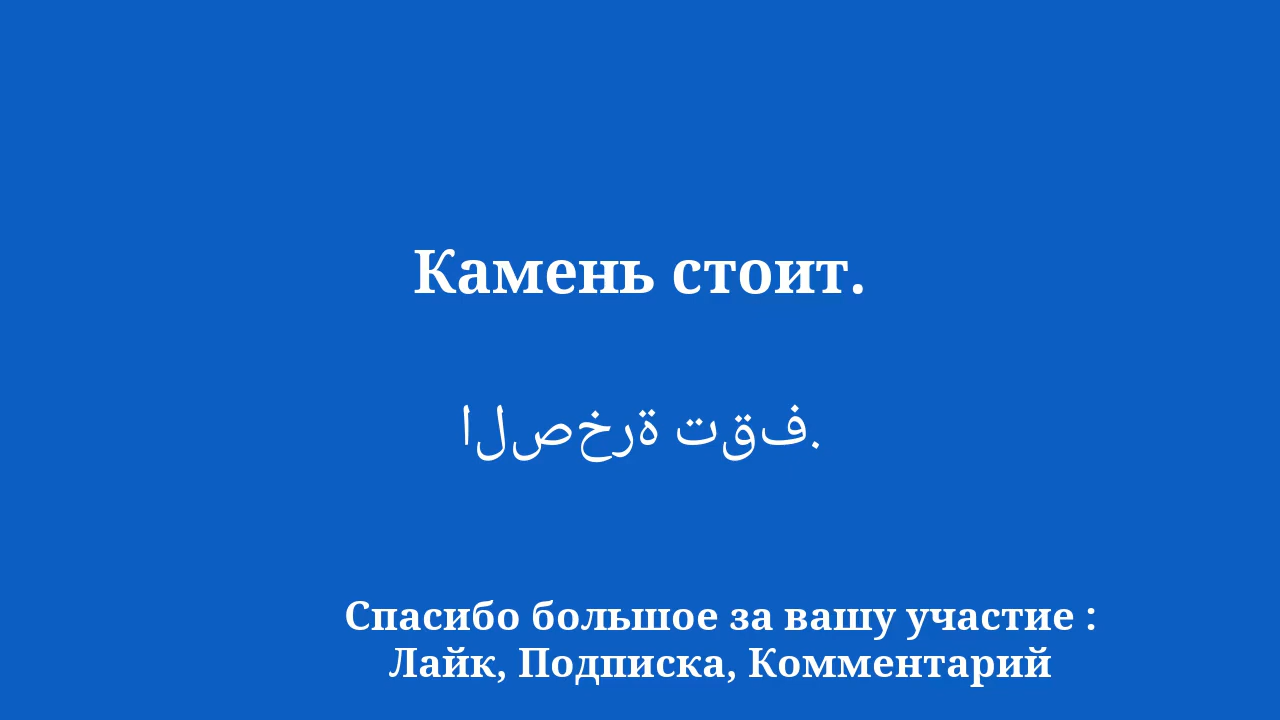 Камень стоит.
الصخرة تقف.
Спасибо большое за вашу участие :
Лайк, Подписка, Комментарий